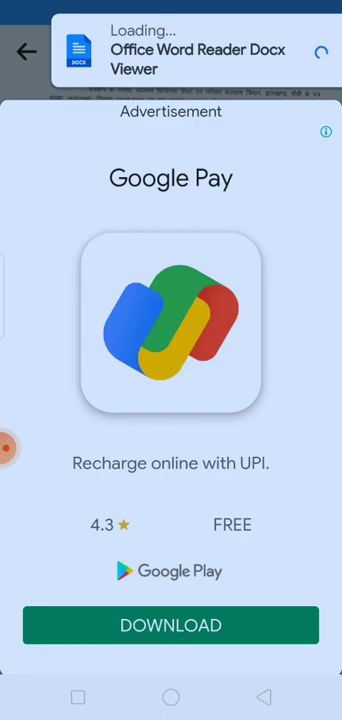 Loading...
Office Word Reader Docx
Viewer
DOCX
Advertisement
Google Pay
Recharge online with UPI.
4.3 ★
FREE
Google Play
DOWNLOAD